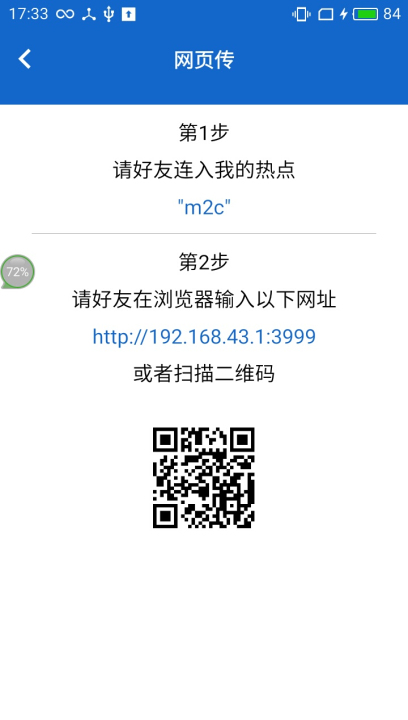 17:33
84
网页传
第1步
请好友连入我的热点
"m2c"
第2步
72%
请好友在浏览器输入以下网址
http://192.168.43.1:3999
或者扫描二维码